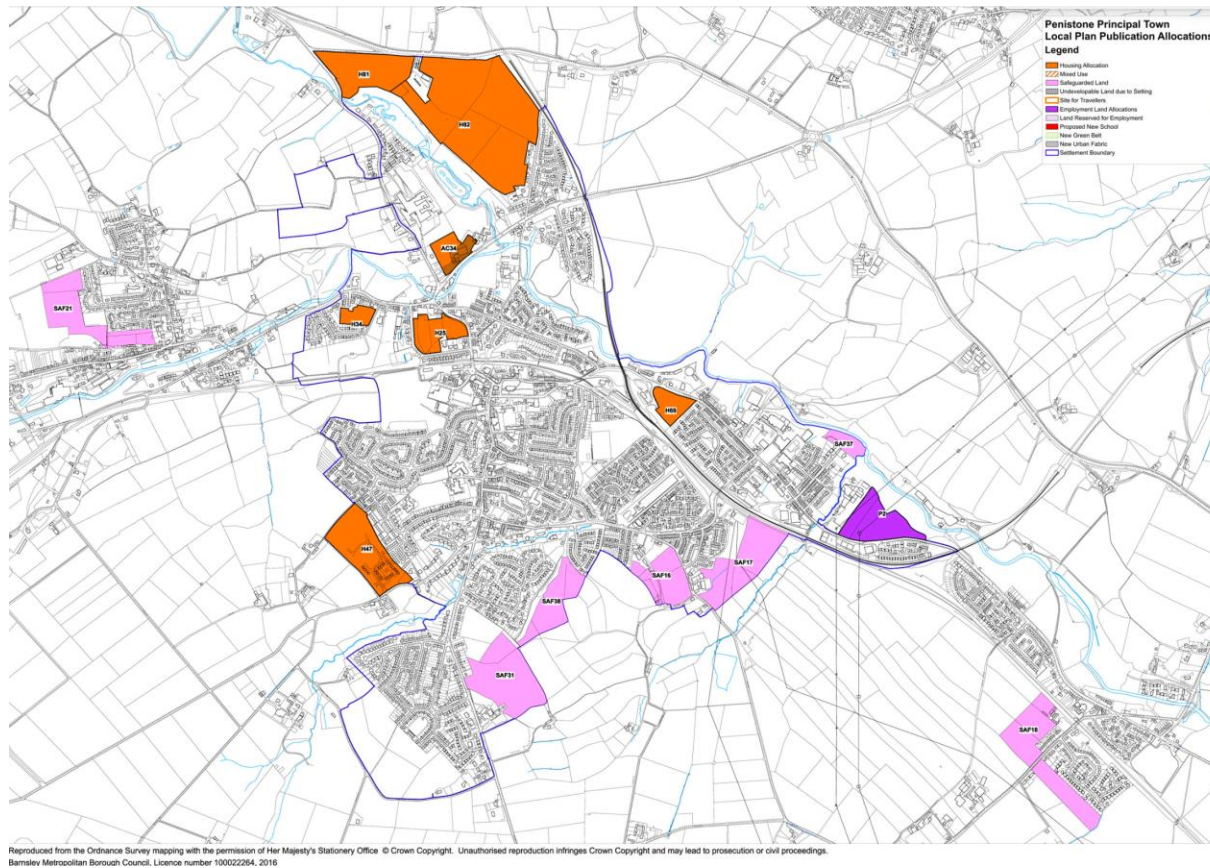 Penistone Principal Town
Local Plan Publication Allocations
Legend
Housing Allocation
Mixed Use
Safeguarded Land
Undevelopable Land due to Setting
Site for Travellers
Employment Land Allocations
Land Reserved for Employment
Proposed New School
New Green Belt
New Urban Fabric
Settlement Boundary
H81
H82
AC34
SAF21
H34
H25
H66
SAF37
P2
H47
SAF16
SAF17
SAF38
SAF31
SAF18
Reproduced from the Ordnance Survey mapping with the permission of Her Majesty's Stationery Office © Crown Copyright. Unauthorised reproduction infringes Crown Copyright and may lead to prosecution or civil proceedings.
Barnsley Metropolitan Borough Council, Licence number 100022264, 2016